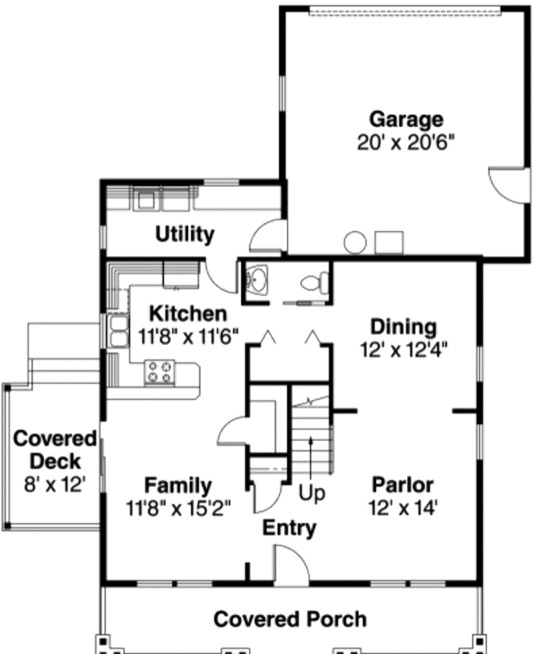 Garage
20' x 20'6"
Utility
Kitchen
11'8" x 11'6"
Dining
12' x 12'4"
Covered
Deck
8' x 12'
Family
11'8" x 15'2"
Up
Parlor
12' x 14'
Entry
Covered Porch